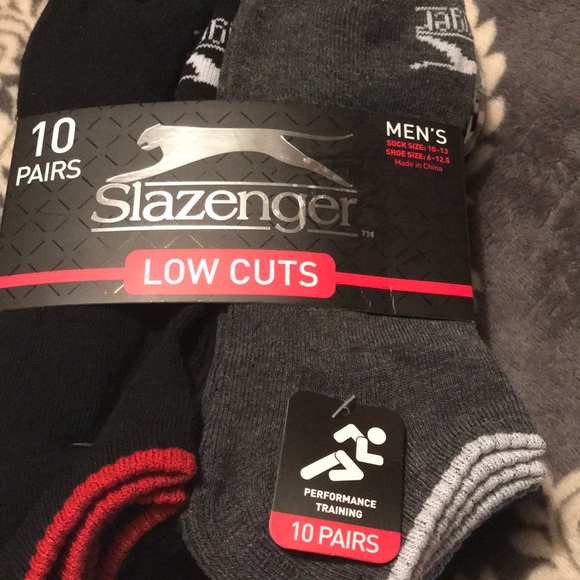 10
PAIRS
Slazenger™
LOW CUTS
MEN'S
SOCK SIZE: 10-13
SHOE SIZE: 6-12.5
Made in China
PERFORMANCE
TRAINING
10 PAIRS